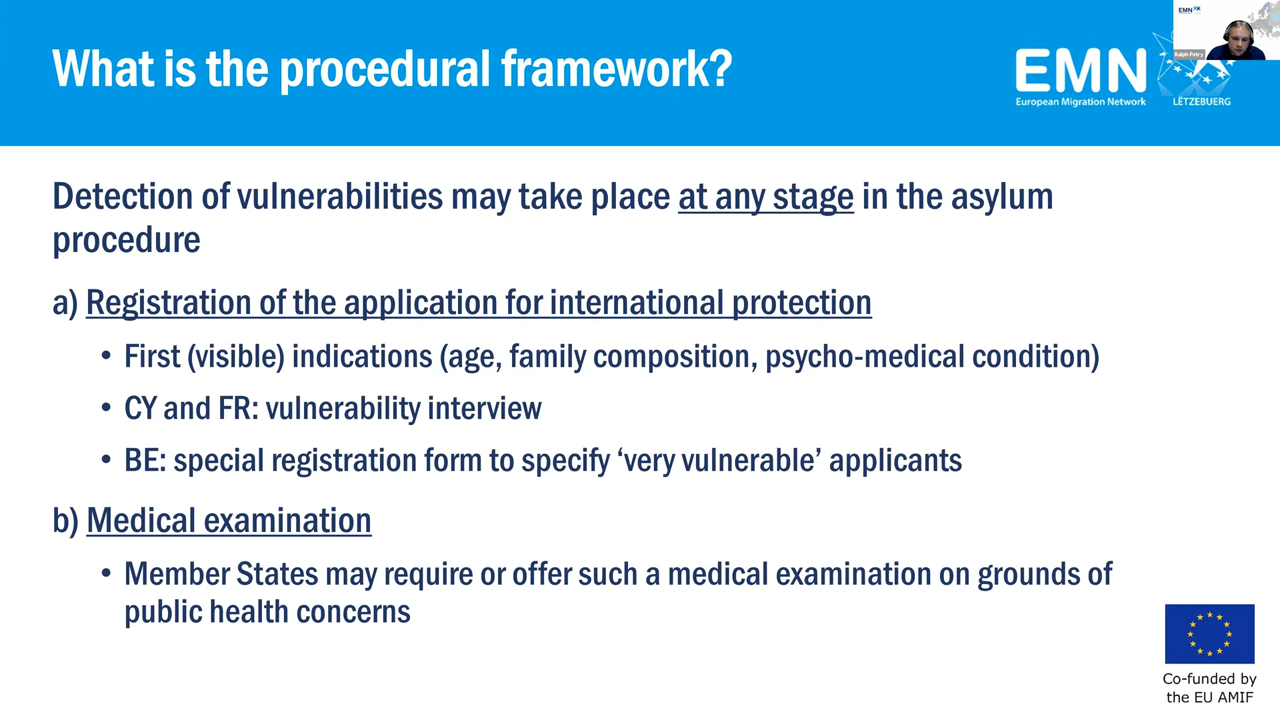 What is the procedural framework?
EMN
European Migration Network
LËTZEBUERG
EMN
Ralph Petry
Detection of vulnerabilities may take place at any stage in the asylum
procedure
a) Registration of the application for international protection
• First (visible) indications (age, family composition, psycho-medical condition)
• CY and FR: vulnerability interview
• BE: special registration form to specify ‘very vulnerable’ applicants
b) Medical examination
• Member States may require or offer such a medical examination on grounds of
public health concerns
Co-funded by
the EU AMIF